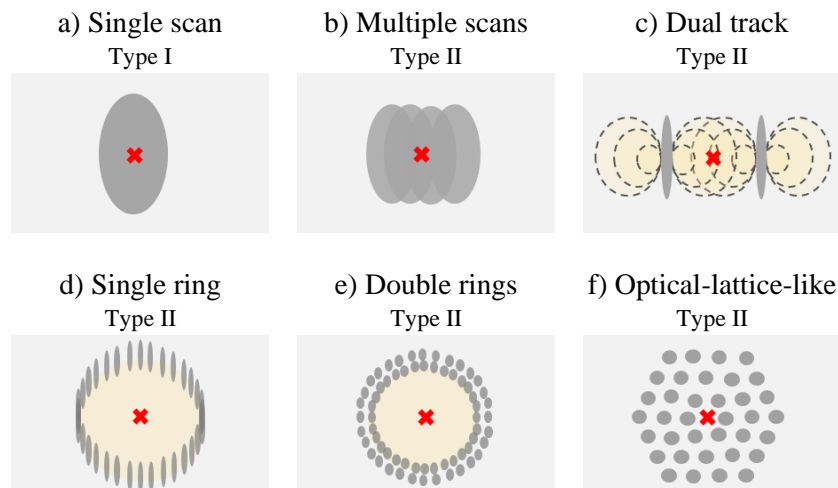 a) Single scan
Type I
b) Multiple scans
Type II
c) Dual track
Type II
d) Single ring
Type II
e) Double rings
Type II
f) Optical-lattice-like
Type II